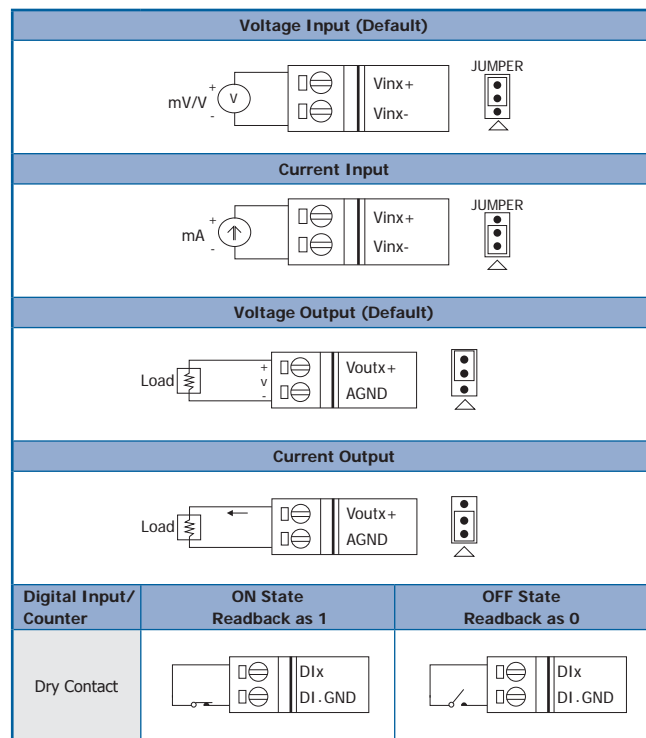 Voltage Input (Default)
JUMPER
mV/V
+
V
-
Vinx+
Vinx-
Current Input
JUMPER
mA
+
-
Vinx+
Vinx-
Voltage Output (Default)
Load
+
v
-
Voutx+
AGND
Current Output
Load
Voutx+
AGND
Digital Input/
Counter
ON State
Readback as 1
OFF State
Readback as 0
Dry Contact
DIx
DI.GND
DIx
DI.GND